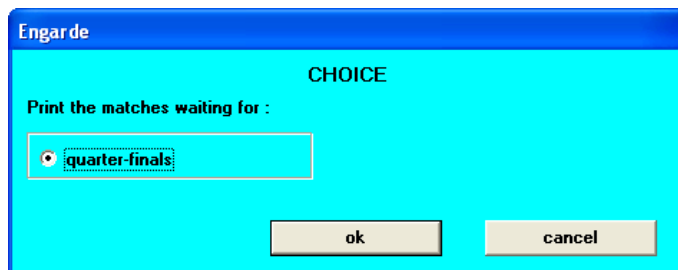 Engarde
CHOICE
Print the matches waiting for :
quarter-finals
ok
cancel